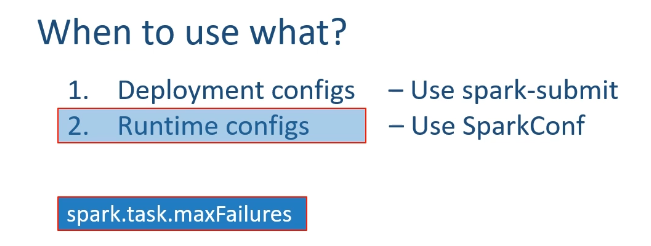 When to use what?
1. Deployment configs – Use spark-submit
2. Runtime configs – Use SparkConf
spark.task.maxFailures